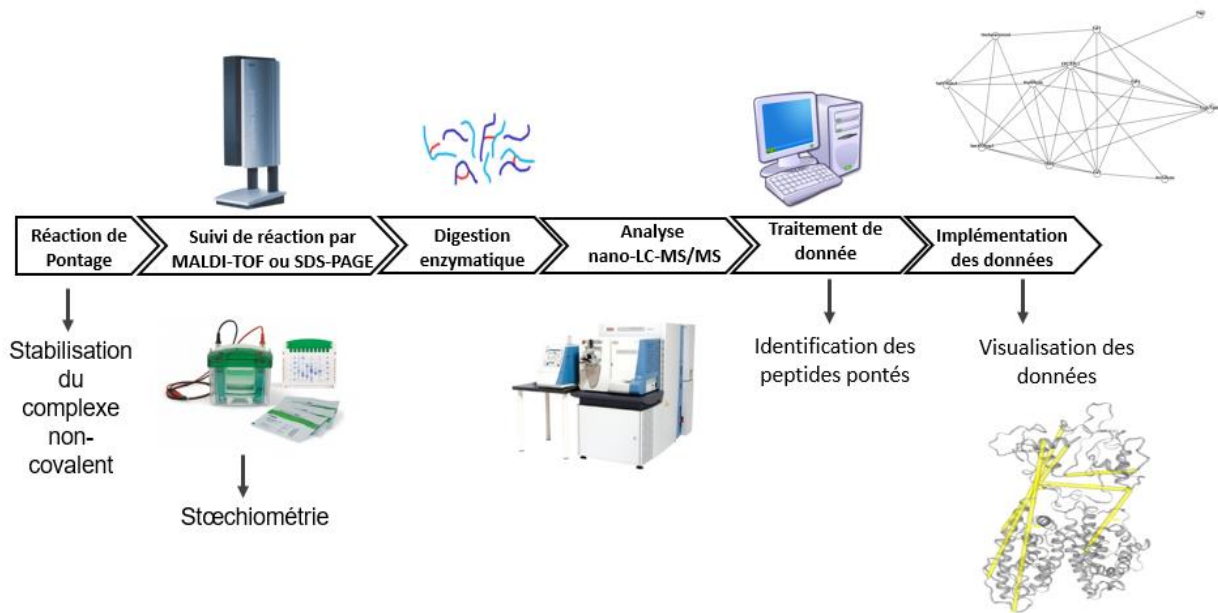 Réaction de
Pontage
Suivi de réaction par
MALDI-TOF ou SDS-PAGE
Digestion
enzymatique
Analyse
nano-LC-MS/MS
Traitement de
donnée
Implémentation
des données
Stabilisation
du
complexe
non-
covalent
Stœchiométrie
Identification des
peptides pontés
Visualisation des
données